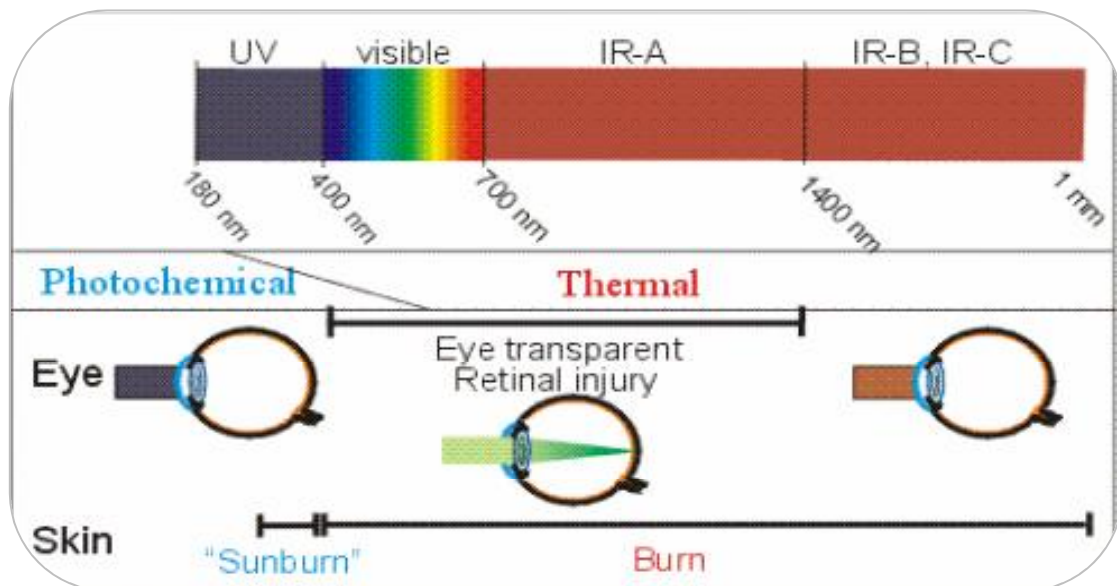 UV visible IR-A IR-B, IR-C
180 nm 400 nm 700 nm 1400 nm 1 mm
Photochemical Thermal
Eye transparent
Retinal injury
Eye
Skin
"Sunburn" Burn